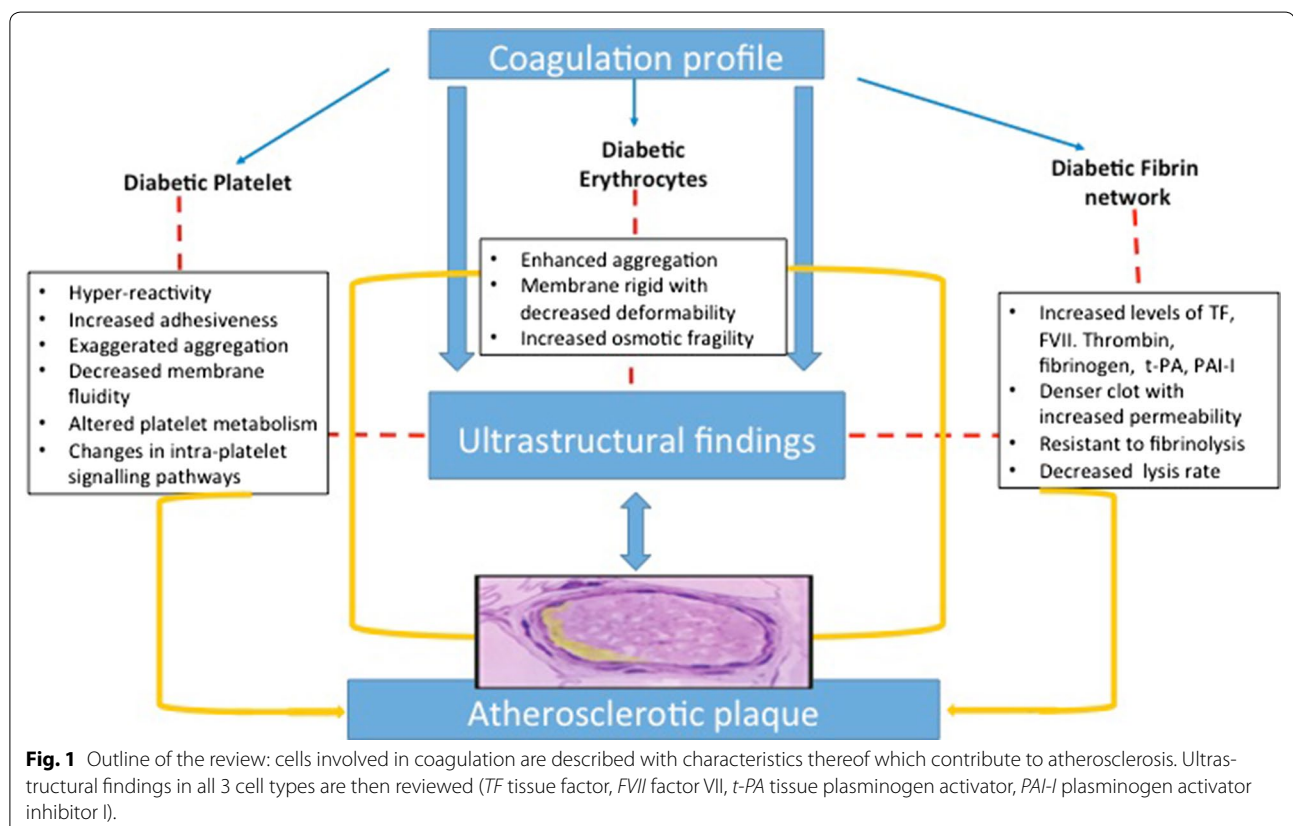 Coagulation profile
Diabetic Platelet
Diabetic
Erythrocytes
Diabetic Fibrin
network
• Hyper-reactivity
• Increased adhesiveness
• Exaggerated aggregation
• Decreased membrane
fluidity
• Altered platelet metabolism
• Changes in intra-platelet
signalling pathways
• Enhanced aggregation
• Membrane rigid with
decreased deformability
• Increased osmotic fragility
• Increased levels of TF,
FVII. Thrombin,
fibrinogen, t-PA, PAI-I
• Denser clot with
increased permeability
• Resistant to fibrinolysis
• Decreased lysis rate
Ultrastructural findings
Atherosclerotic plaque
Fig. 1 Outline of the review: cells involved in coagulation are described with characteristics thereof which contribute to atherosclerosis. Ultras-
tructural findings in all 3 cell types are then reviewed (TF tissue factor, FVII factor VII, t-PA tissue plasminogen activator, PAI-I plasminogen activator
inhibitor I).